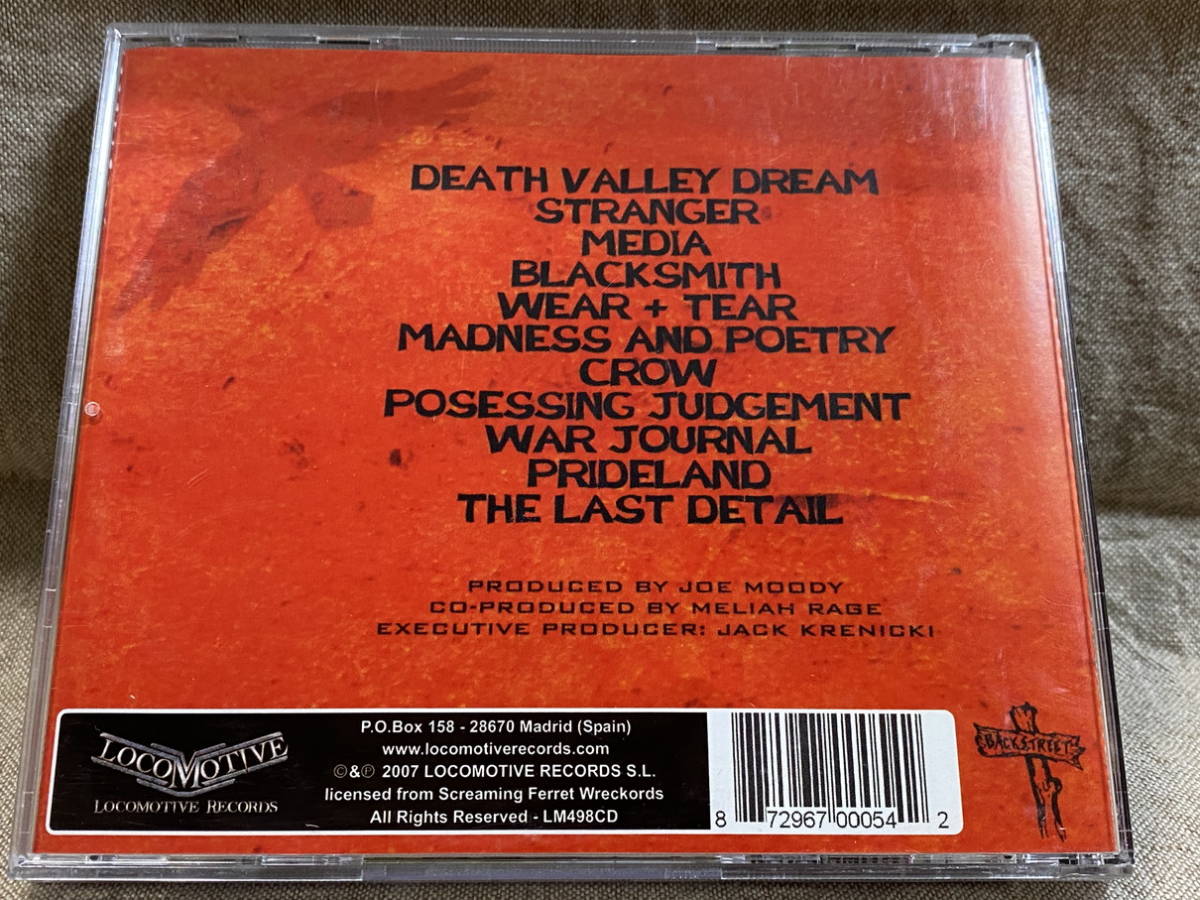 DEATH VALLEY DREAM
STRANGER
MEDIA
BLACKSMITH
WEAR + TEAR
MADNESS AND POETRY
CROW
POSESSING JUDGEMENT
WAR JOURNAL
PRIDELAND
THE LAST DETAIL
PRODUCED BY JOE MOODY
CO-PRODUCED BY MELIAH RAGE
EXECUTIVE PRODUCER: JACK KRENICKI
LOCOMOTIVE
LOCOMOTIVE RECORDS
P.O.Box 158 - 28670 Madrid (Spain)
www.locomotiverecords.com
©&℗ 2007 LOCOMOTIVE RECORDS S.L.
licensed from Screaming Ferret Wreckords
All Rights Reserved - LM498CD
8 72967 00054 2
BACKSTREET